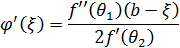 φ′(ξ) = f″(θ₁)(b − ξ) / 2f′(θ₂)